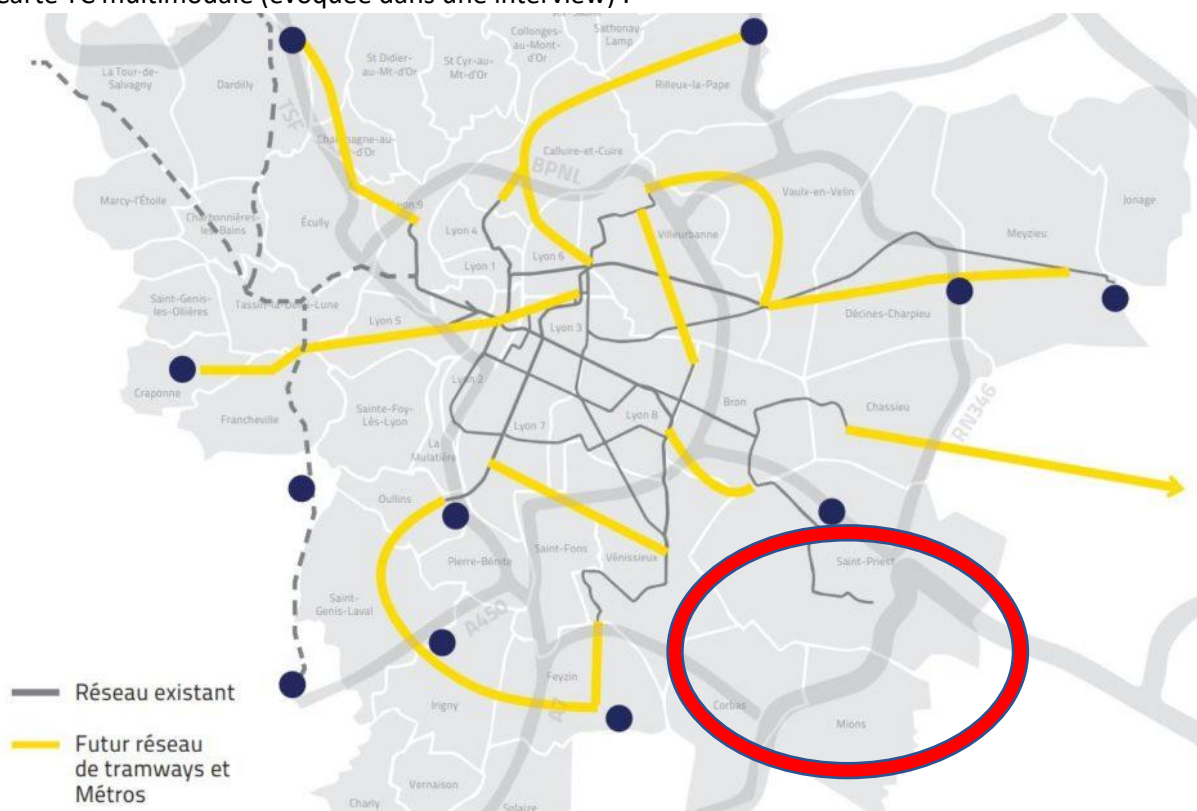 Carte TC multimodale (évoquée dans une interview) :
Collonges-
au-Mont-
d'Or
Sathonay-
Camp
La Tour-de-
Salvagny
Dardilly
St Didier-
au-Mt-d'Or
St Cyr-au-
Mt-d'Or
Rillieux-la-Pape
TSF
Champagne-au-
Mt-d'Or
Caluire-et-Cuire
BPNL
Vaulx-en-Velin
Marcy-l'Étoile
Charbonnières-
les-Bains
Écully
Lyon 9
Lyon 4
Lyon 6
Villeurbanne
Meyzieu
Jonage
Lyon 1
Saint-Genis-
les-Ollières
Tassin-la-Demi-Lune
Lyon 5
Lyon 3
Décines-Charpieu
Craponne
Francheville
Sainte-Foy-
Lès-Lyon
Lyon 2
Lyon 7
Lyon 8
Bron
Chassieu
RN346
La
Mulatière
Oullins
Pierre-Bénite
Saint-Fons
Vénissieux
Saint-Priest
Saint-
Genis-Laval
A450
Irigny
Feyzin
A7
Corbas
Mions
Vernaison
Charly
Solaize
Réseau existant
Futur réseau
de tramways et
Métros